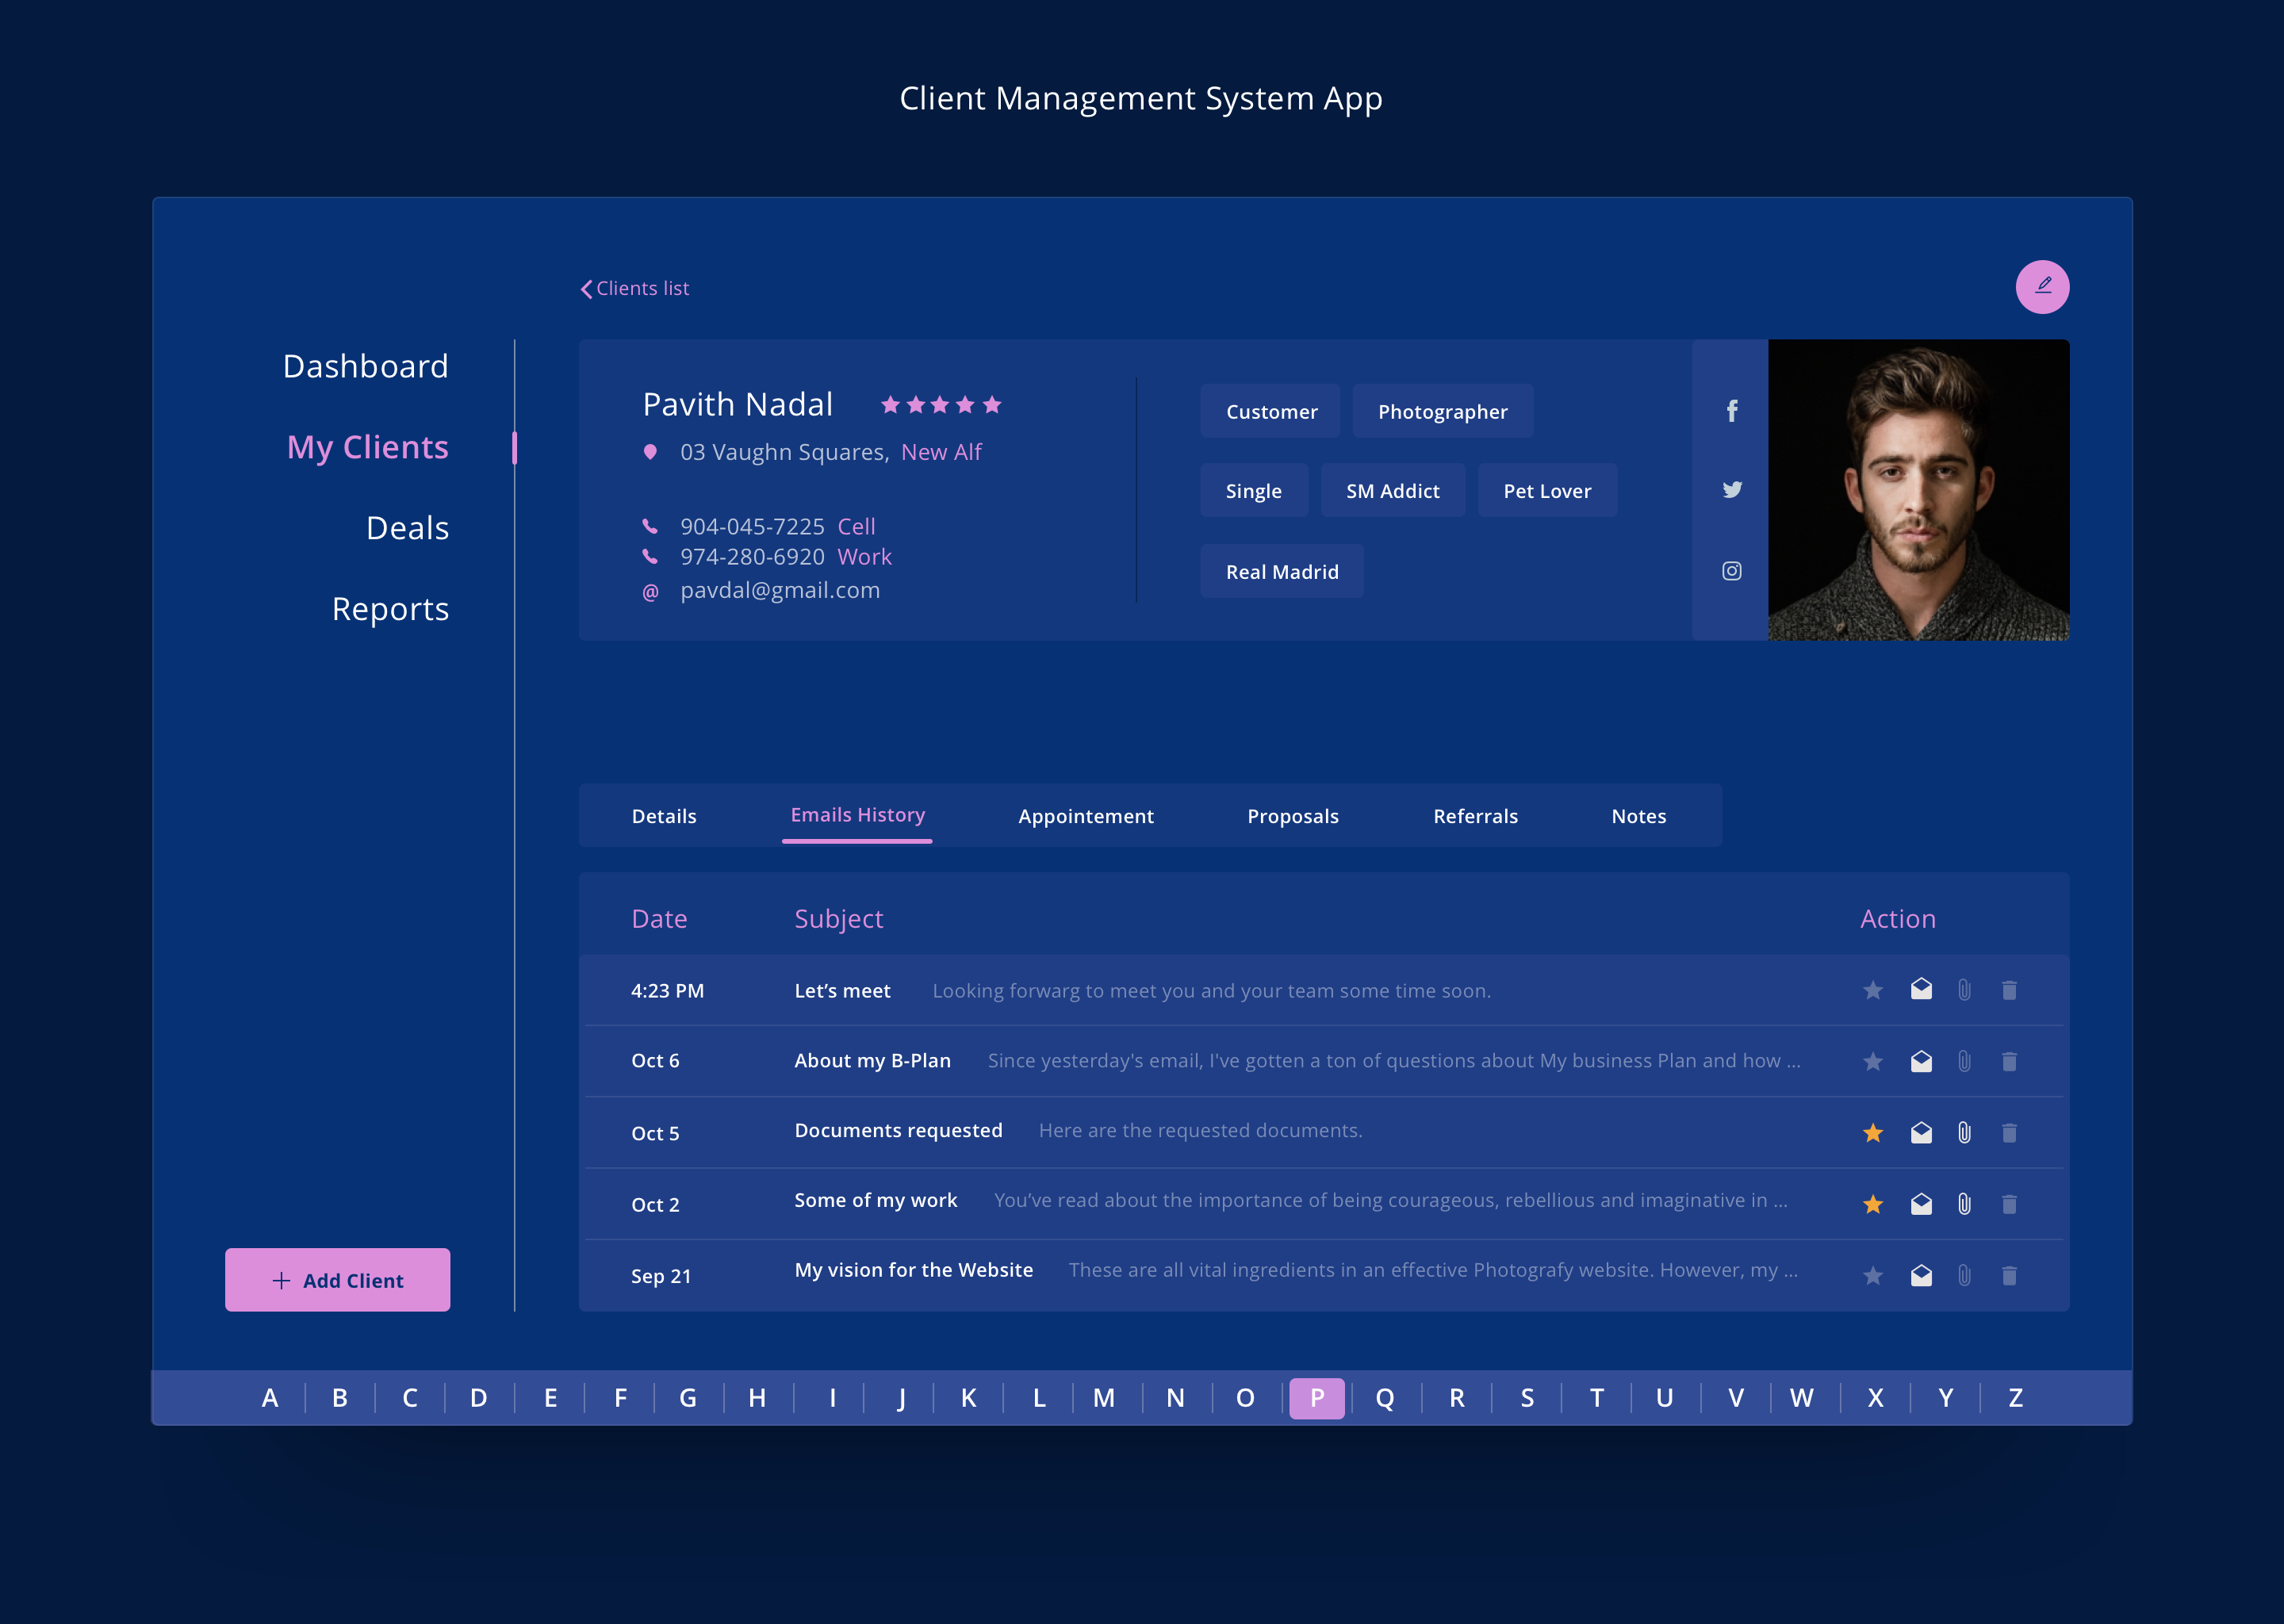 Client Management System App
Clients list
Dashboard
My Clients
Deals
Reports
Add Client
Pavith Nadal
03 Vaughn Squares, New Alf
904-045-7225 Cell
974-280-6920 Work
@ pavdal@gmail.com
Customer Photographer
Single SM Addict Pet Lover
Real Madrid
Details Emails History Appointement Proposals Referrals Notes
Date Subject Action
4:23 PM Let’s meet Looking forwarg to meet you and your team some time soon.
Oct 6 About my B-Plan Since yesterday's email, I've gotten a ton of questions about My business Plan and how ...
Oct 5 Documents requested Here are the requested documents.
Oct 2 Some of my work You’ve read about the importance of being courageous, rebellious and imaginative in ...
Sep 21 My vision for the Website These are all vital ingredients in an effective Photografy website. However, my ...
A B C D E F G H I J K L M N O P Q R S T U V W X Y Z